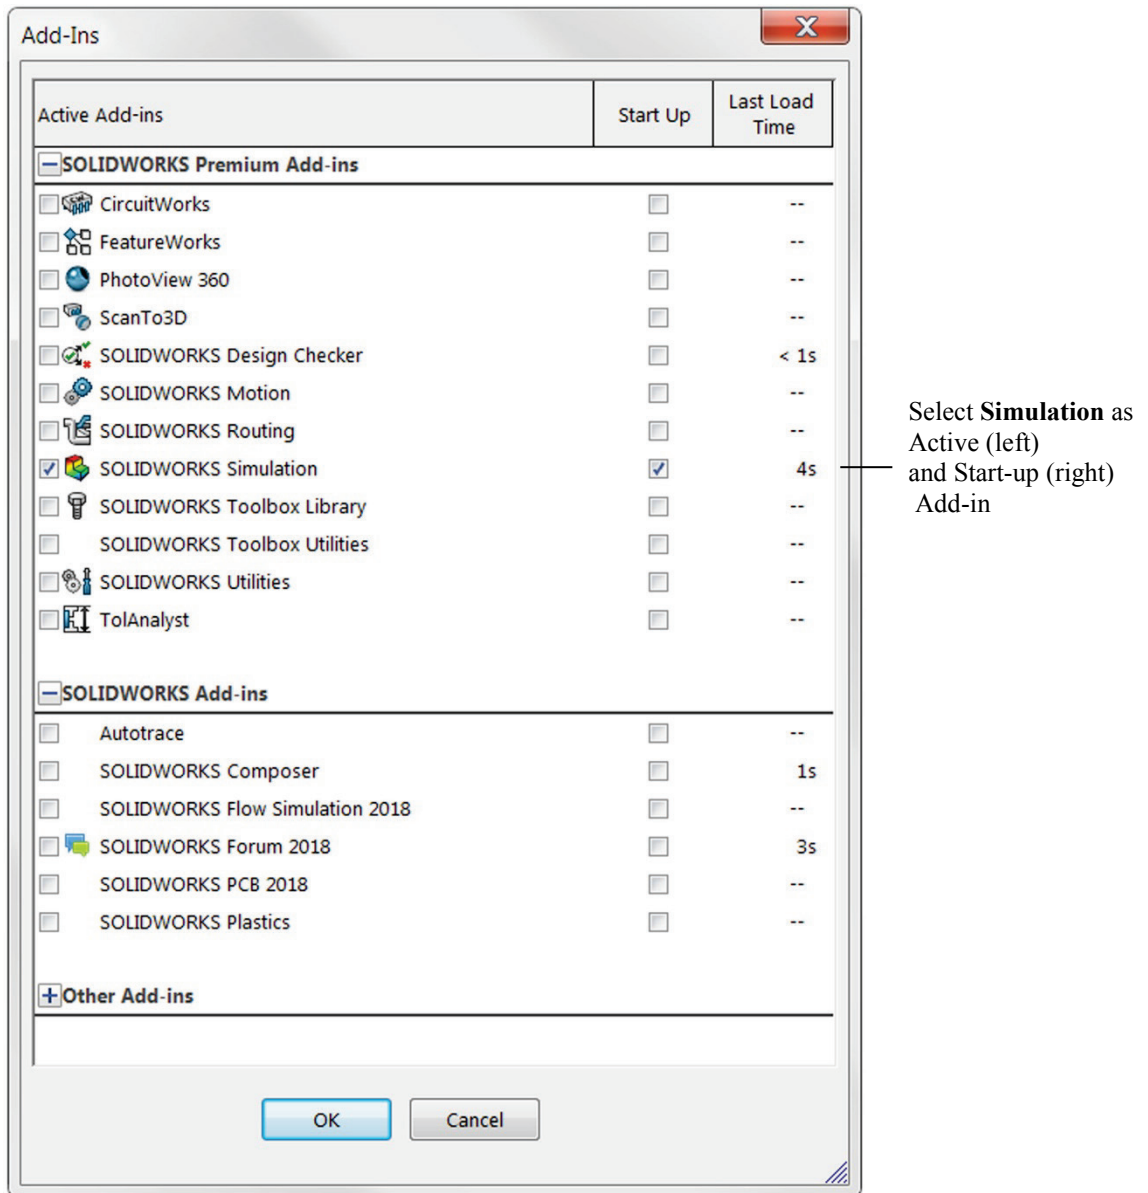 Add-Ins
Active Add-ins Start Up Last Load Time
SOLIDWORKS Premium Add-ins
CircuitWorks --
FeatureWorks --
PhotoView 360 --
ScanTo3D --
SOLIDWORKS Design Checker < 1s
SOLIDWORKS Motion --
SOLIDWORKS Routing --
SOLIDWORKS Simulation 4s
SOLIDWORKS Toolbox Library --
SOLIDWORKS Toolbox Utilities --
SOLIDWORKS Utilities --
TolAnalyst --
SOLIDWORKS Add-ins
Autotrace --
SOLIDWORKS Composer 1s
SOLIDWORKS Flow Simulation 2018 --
SOLIDWORKS Forum 2018 3s
SOLIDWORKS PCB 2018 --
SOLIDWORKS Plastics --
Other Add-ins
OK Cancel
Select Simulation as
Active (left)
and Start-up (right)
Add-in